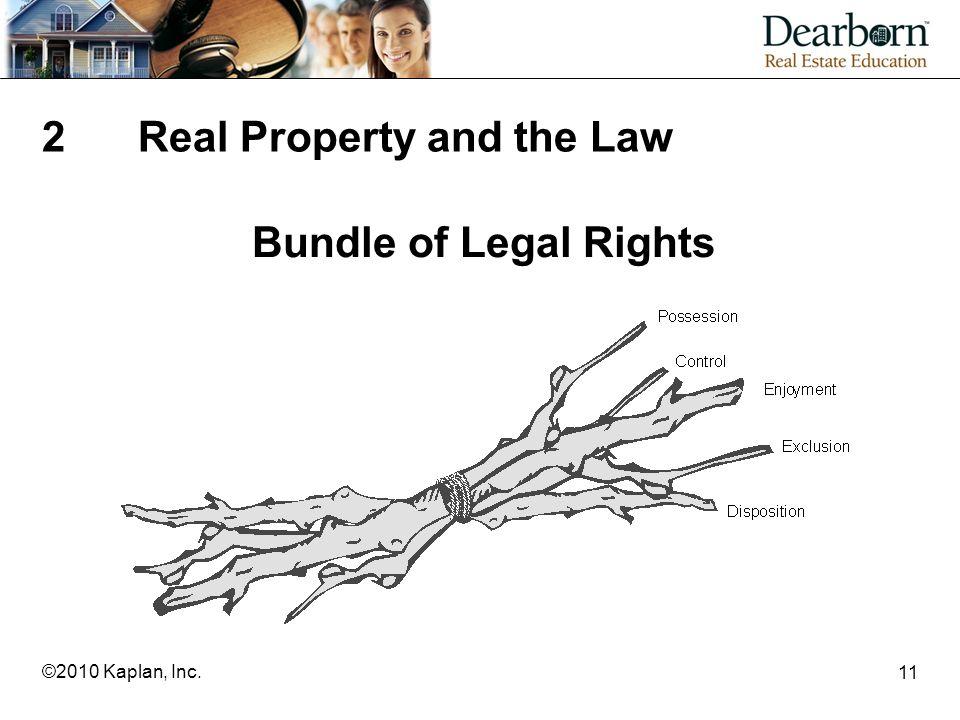 Dearborn™
Real Estate Education
2 Real Property and the Law
Bundle of Legal Rights
Possession
Control
Enjoyment
Exclusion
Disposition
©2010 Kaplan, Inc.
11